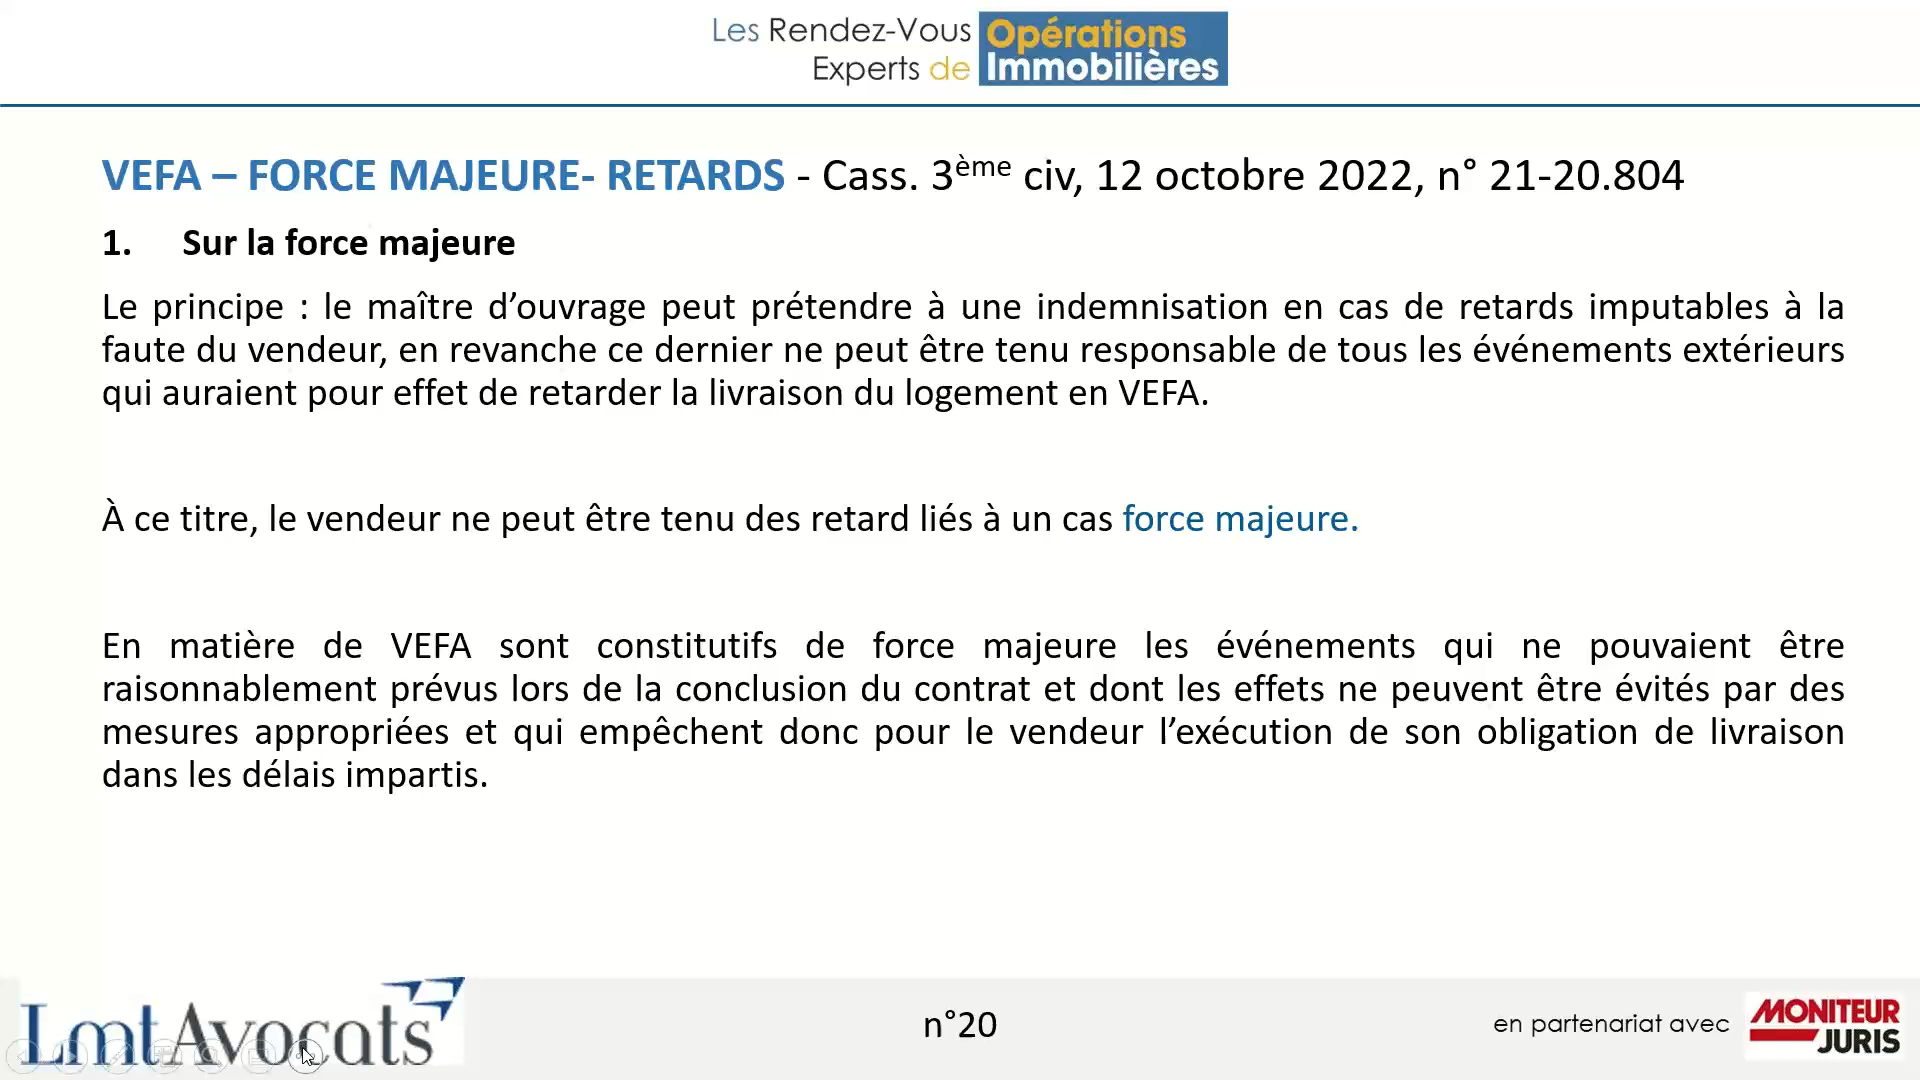 Les Rendez-Vous
Experts de
Opérations
Immobilières
VEFA – FORCE MAJEURE- RETARDS - Cass. 3ème civ, 12 octobre 2022, n° 21-20.804
1. Sur la force majeure
Le principe : le maître d’ouvrage peut prétendre à une indemnisation en cas de retards imputables à la
faute du vendeur, en revanche ce dernier ne peut être tenu responsable de tous les événements extérieurs
qui auraient pour effet de retarder la livraison du logement en VEFA.
À ce titre, le vendeur ne peut être tenu des retard liés à un cas force majeure.
En matière de VEFA sont constitutifs de force majeure les événements qui ne pouvaient être
raisonnablement prévus lors de la conclusion du contrat et dont les effets ne peuvent être évités par des
mesures appropriées et qui empêchent donc pour le vendeur l’exécution de son obligation de livraison
dans les délais impartis.
LmtAvocats
n°20
en partenariat avec
MONITEUR
JURIS